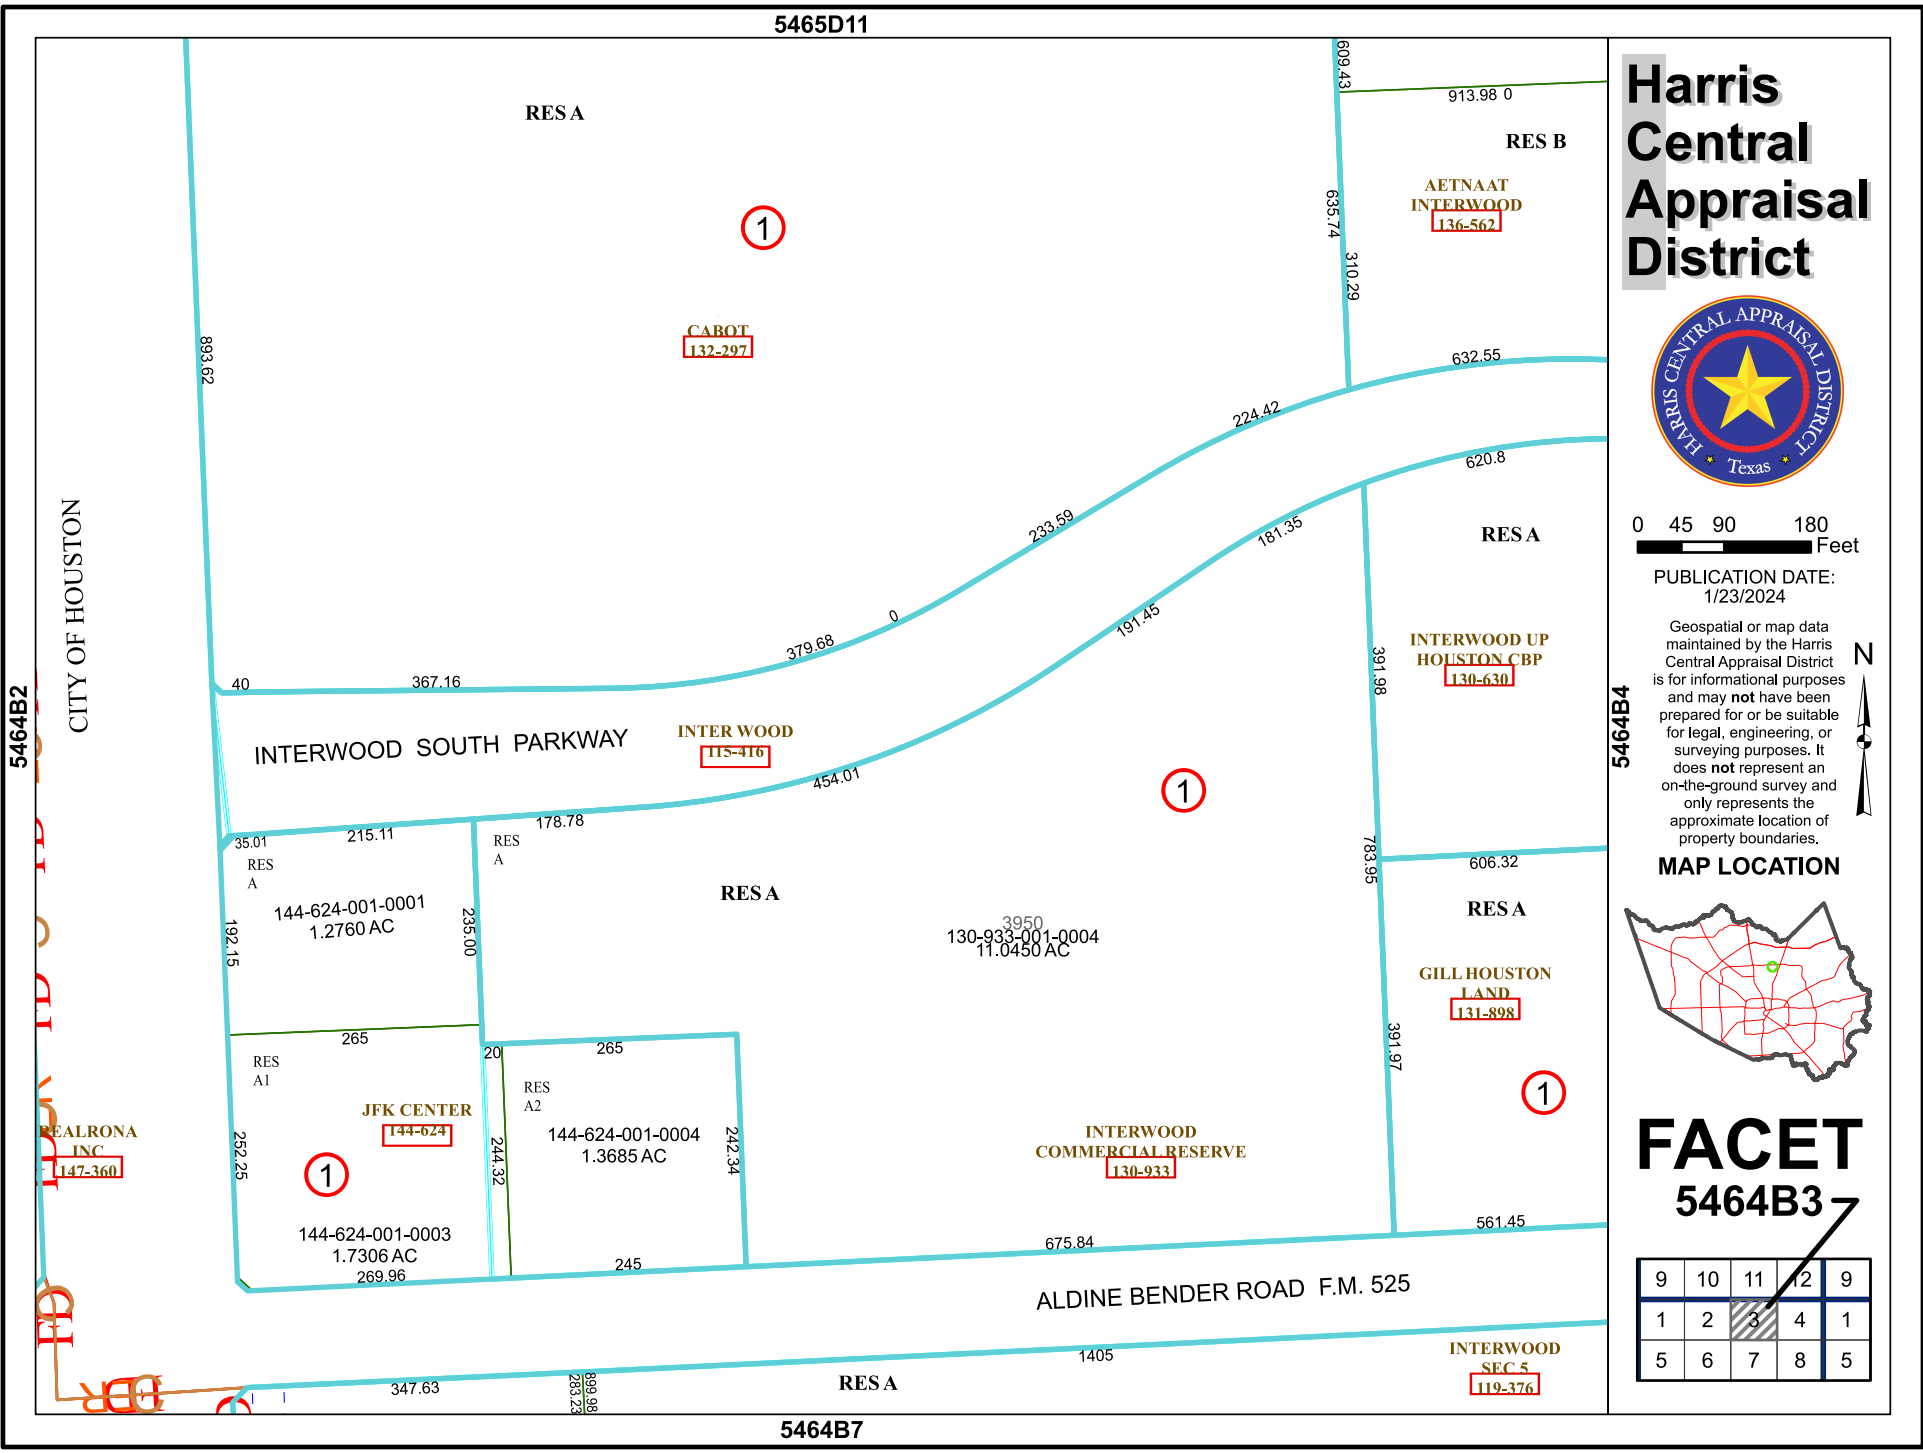 5465D11
RES A
609.43
913.98 0
RES B
AETNAAT
INTERWOOD
136-562
635.74
310.29
1
CABOT
132-297
893.62
632.55
224.42
620.8
233.59
181.35
RES A
CITY OF HOUSTON
0
379.68
191.45
INTERWOOD UP
HOUSTON CBP
130-630
391.98
40
367.16
5464B2
5464B4
INTERWOOD SOUTH PARKWAY
INTER WOOD
115-416
454.01
1
178.78
215.11
35.01
RES
A
RES
A
783.95
606.32
144-624-001-0001
1.2760 AC
192.15
235.00
RES A
3950
130-933-001-0004
11.0450 AC
RES A
GILL HOUSTON
LAND
131-898
265
20
265
391.97
RES
A1
RES
A2
1
JFK CENTER
144-624
144-624-001-0004
1.3685 AC
242.34
244.32
252.25
INC
147-360
1
INTERWOOD
COMMERCIAL RESERVE
130-933
144-624-001-0003
1.7306 AC
269.96
245
675.84
561.45
ALDINE BENDER ROAD F.M. 525
1405
347.63
283.23
899.98
RES A
INTERWOOD
SEC 5
119-376
5464B7
Harris
Central
Appraisal
District
HARRIS CENTRAL APPRAISAL DISTRICT
Texas
0 45 90 180
Feet
PUBLICATION DATE:
1/23/2024
Geospatial or map data
maintained by the Harris
Central Appraisal District
is for informational purposes
and may not have been
prepared for or be suitable
for legal, engineering, or
surveying purposes. It
does not represent an
on-the-ground survey and
only represents the
approximate location of
property boundaries.
N
MAP LOCATION
FACET
5464B3
9 10 11 12 9
1 2 3 4 1
5 6 7 8 5